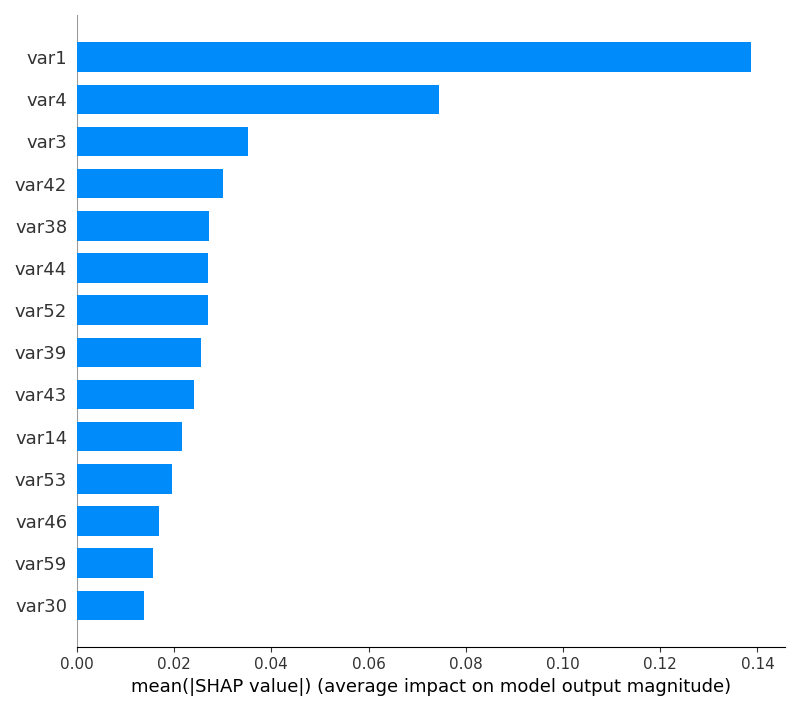 var1
var4
var3
var42
var38
var44
var52
var39
var43
var14
var53
var46
var59
var30
0.00 0.02 0.04 0.06 0.08 0.10 0.12 0.14
mean(|SHAP value|) (average impact on model output magnitude)